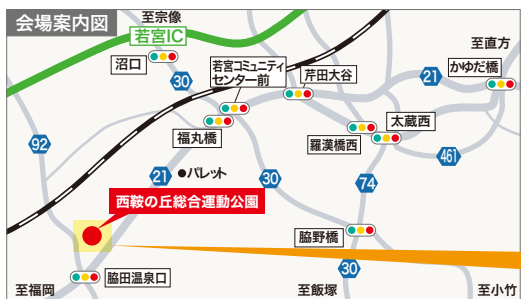 会場案内図
至宗像
若宮IC
至直方
沼口
30
若宮コミュニティ
センター前
芹田大谷
21
かゆだ橋
福丸橋
太蔵西
羅漢橋西
92
461
21
●パレット
30
74
西鞍の丘総合運動公園
脇野橋
脇田温泉口
30
至福岡
至飯塚
至小竹